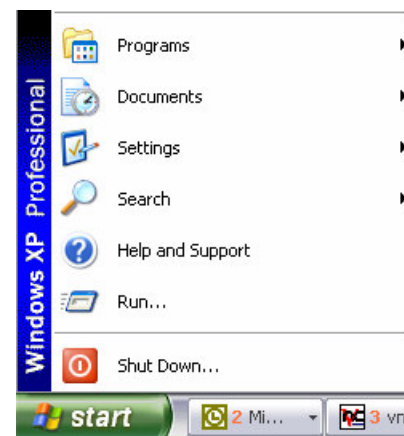 Windows XP Professional
Programs
Documents
Settings
Search
Help and Support
Run...
Shut Down...
start
2 Mi...
3 vn